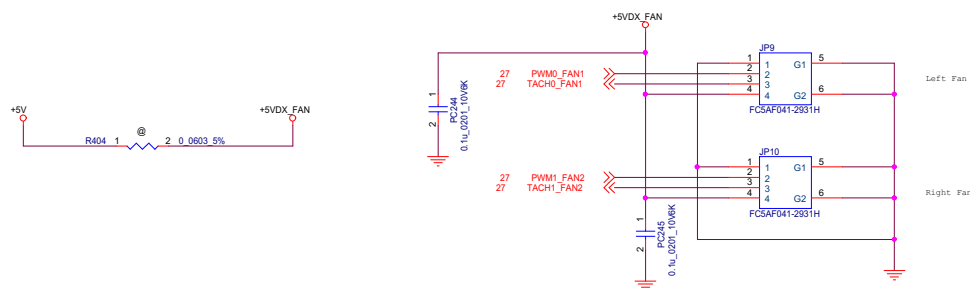 +5VDX_FAN
JP9
1 1 G1 5
27 PWM0_FAN1 2 2
27 TACH0_FAN1 3 3
4 4 G2 6
FC5AF041-2931H
Left Fan
+5V
+5VDX_FAN
@
R404 1 2 0_0603_5%
1
2
PC244
0.1u_0201_10V6K
JP10
1 1 G1 5
27 PWM1_FAN2 2 2
27 TACH1_FAN2 3 3
4 4 G2 6
FC5AF041-2931H
Right Fan
1
2
PC245
0.1u_0201_10V6K